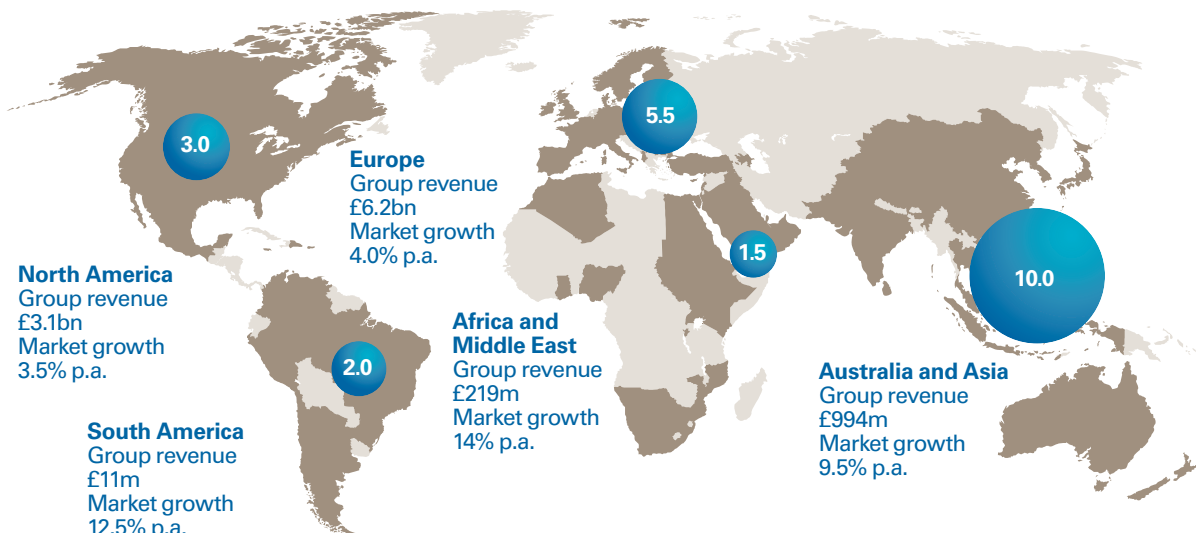 3.0
North America
Group revenue
£3.1bn
Market growth
3.5% p.a.
2.0
South America
Group revenue
£11m
Market growth
12.5% p.a.
5.5
Europe
Group revenue
£6.2bn
Market growth
4.0% p.a.
1.5
Africa and
Middle East
Group revenue
£219m
Market growth
14% p.a.
10.0
Australia and Asia
Group revenue
£994m
Market growth
9.5% p.a.